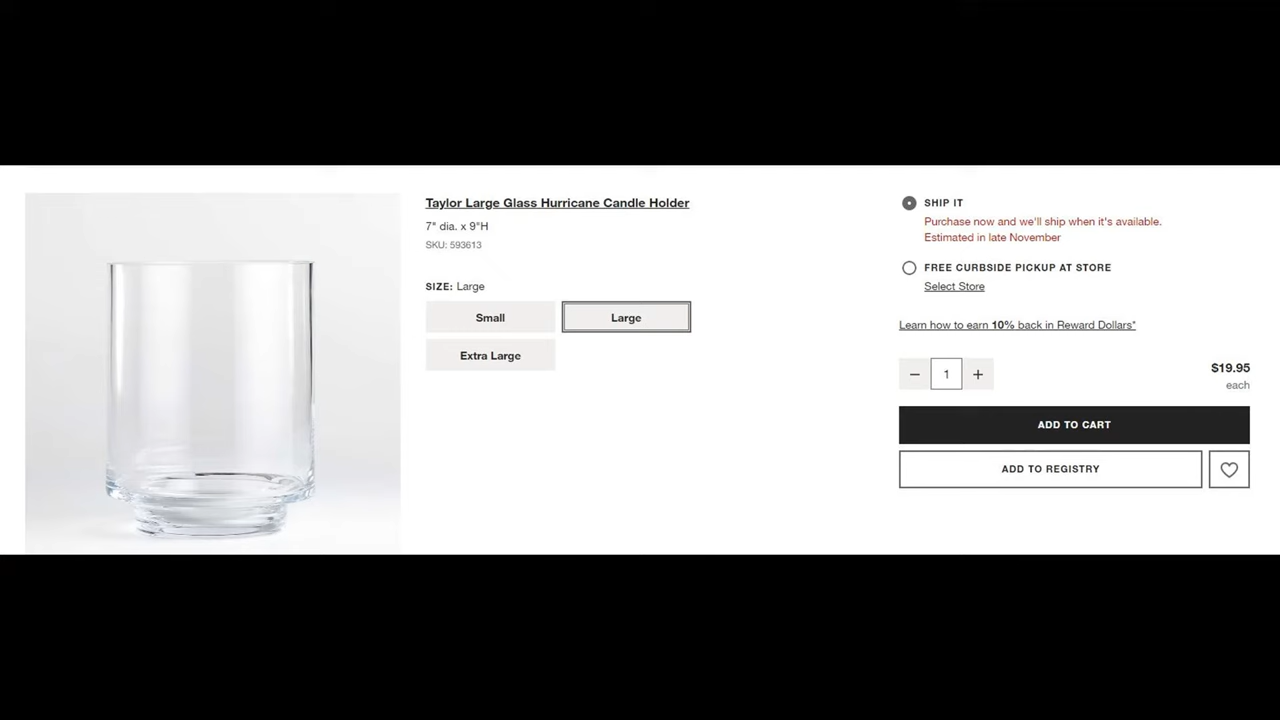 Taylor Large Glass Hurricane Candle Holder
7" dia. x 9"H
SKU: 593613
SIZE: Large
Small
Large
Extra Large
SHIP IT
Purchase now and we'll ship when it's available.
Estimated in late November
FREE CURBSIDE PICKUP AT STORE
Select Store
Learn how to earn 10% back in Reward Dollars*
− 1 +
$19.95
each
ADD TO CART
ADD TO REGISTRY